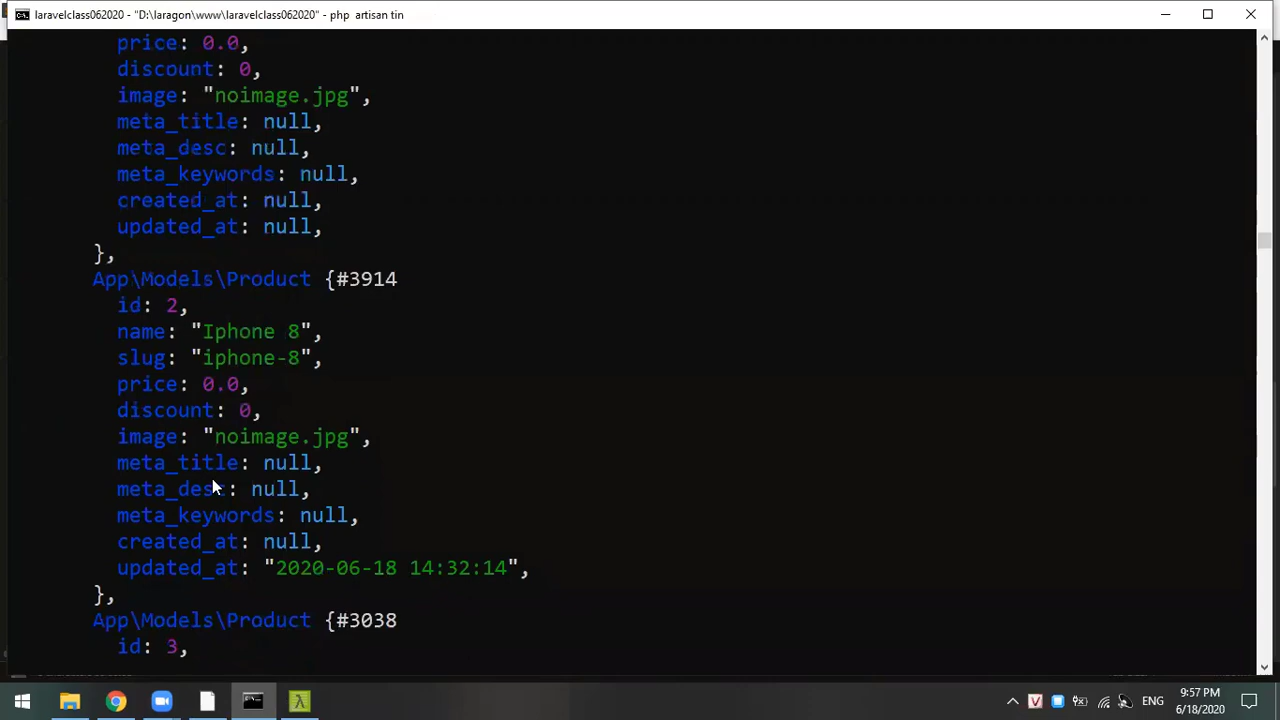 laravelclass062020 - "D:\laragon\www\laravelclass062020" - php  artisan tin
price: 0.0,
discount: 0,
image: "noimage.jpg",
meta_title: null,
meta_desc: null,
meta_keywords: null,
created_at: null,
updated_at: null,
},
App\Models\Product {#3914
id: 2,
name: "Iphone 8",
slug: "iphone-8",
price: 0.0,
discount: 0,
image: "noimage.jpg",
meta_title: null,
meta_desc: null,
meta_keywords: null,
created_at: null,
updated_at: "2020-06-18 14:32:14",
},
App\Models\Product {#3038
id: 3,
ENG
9:57 PM
6/18/2020